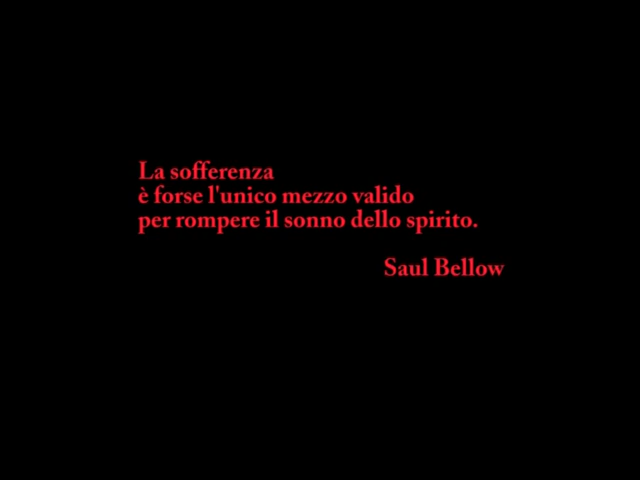 La sofferenza
è forse l'unico mezzo valido
per rompere il sonno dello spirito.
Saul Bellow